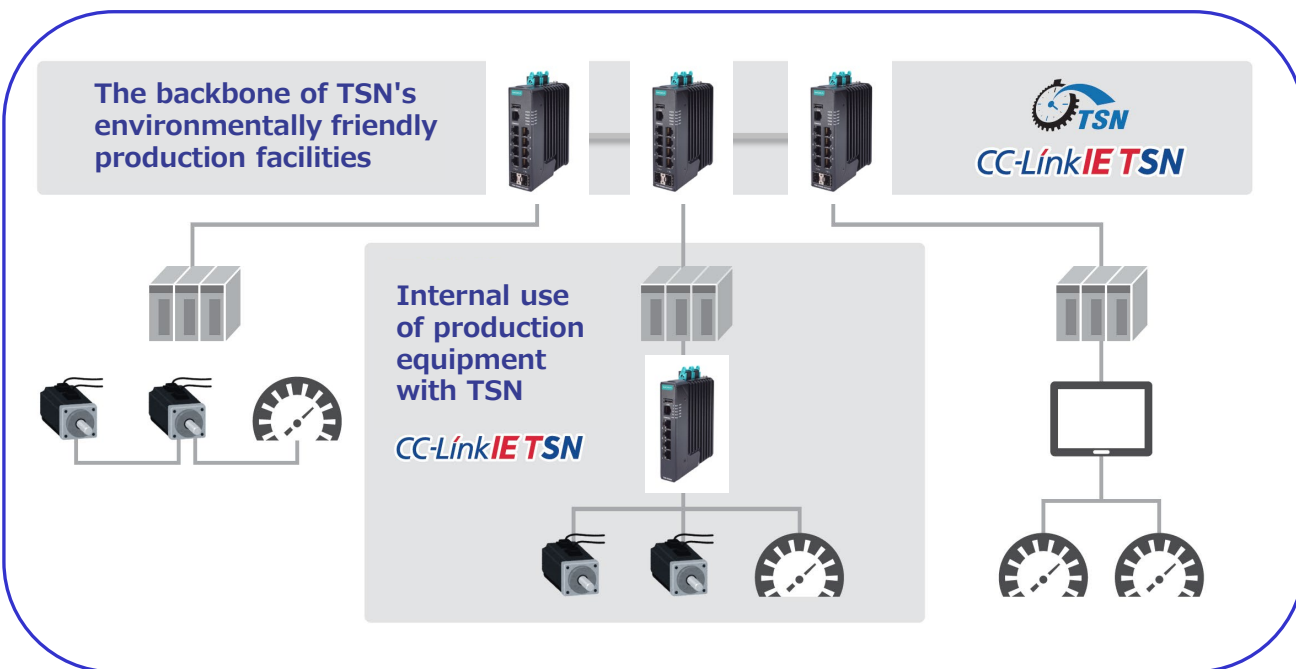 The backbone of TSN's
environmentally friendly
production facilities
TSN
CC-Link IE TSN
Internal use
of production
equipment
with TSN
CC-Link IE TSN